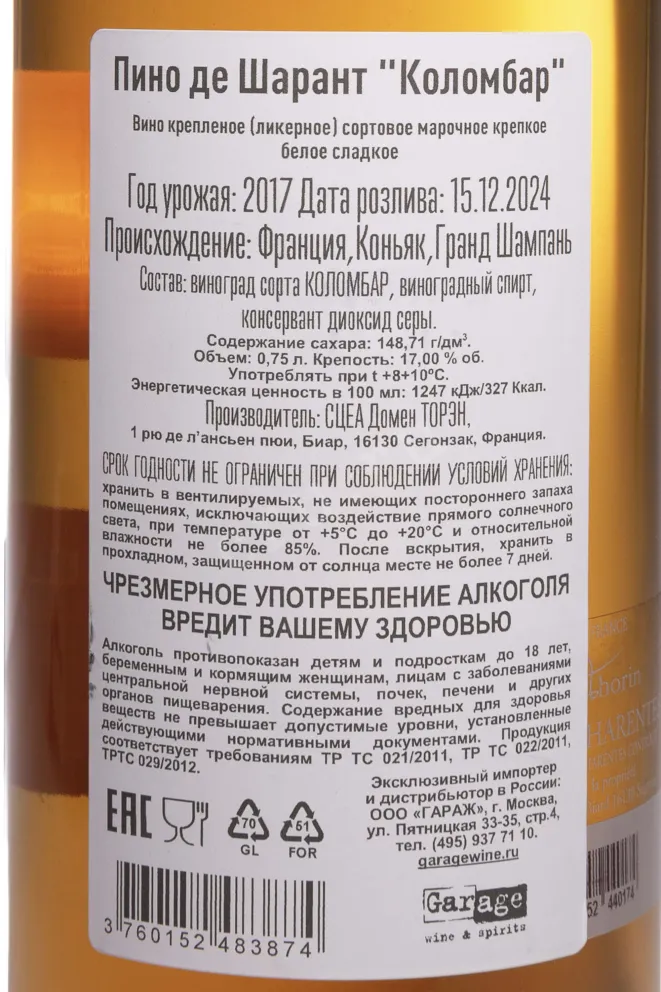 Пино де Шарант "Коломбар"
Вино крепленое (ликерное) сортовое марочное крепкое
белое сладкое
Год урожая: 2017 Дата розлива: 15.12.2024
Происхождение: Франция,Коньяк,Гранд Шампань
Состав: виноград сорта КОЛОМБАР, виноградный спирт,
консервант диоксид серы.
Содержание сахара: 148,71 г/дм³.
Объем: 0,75 л. Крепость: 17,00 % об.
Употреблять при t +8+10ºС.
Энергетическая ценность в 100 мл: 1247 кДж/327 Ккал.
Производитель: СЦЕА Домен ТОРЭН,
1 рю де л’ансьен пюи, Биар, 16130 Сегонзак, Франция.
СРОК ГОДНОСТИ НЕ ОГРАНИЧЕН ПРИ СОБЛЮДЕНИИ УСЛОВИЙ ХРАНЕНИЯ:
хранить в вентилируемых, не имеющих постороннего запаха
помещениях, исключающих воздействие прямого солнечного
света, при температуре от +5°С до +20°С и относительной
влажности не более 85%. После вскрытия, хранить в
прохладном, защищенном от солнца месте не более 7 дней.
ЧРЕЗМЕРНОЕ УПОТРЕБЛЕНИЕ АЛКОГОЛЯ
ВРЕДИТ ВАШЕМУ ЗДОРОВЬЮ
Алкоголь противопоказан детям и подросткам до 18 лет,
беременным и кормящим женщинам, лицам с заболеваниями
центральной нервной системы, почек, печени и других
органов пищеварения. Содержание вредных для здоровья
веществ не превышает допустимые уровни, установленные
действующими нормативными документами. Продукция
соответствует требованиям ТР ТС 021/2011, ТР ТС 022/2011,
ТРТС 029/2012.
Эксклюзивный импортер
и дистрибьютор в России:
ООО «ГАРАЖ», г. Москва,
ул. Пятницкая 33-35, стр.4,
тел. (495) 937 71 10.
garagewine.ru
EAC
70
GL
51
FOR
3 760152 483874
Garage
wine & spirits
FRANCE
borin
HARENTE
52 440174